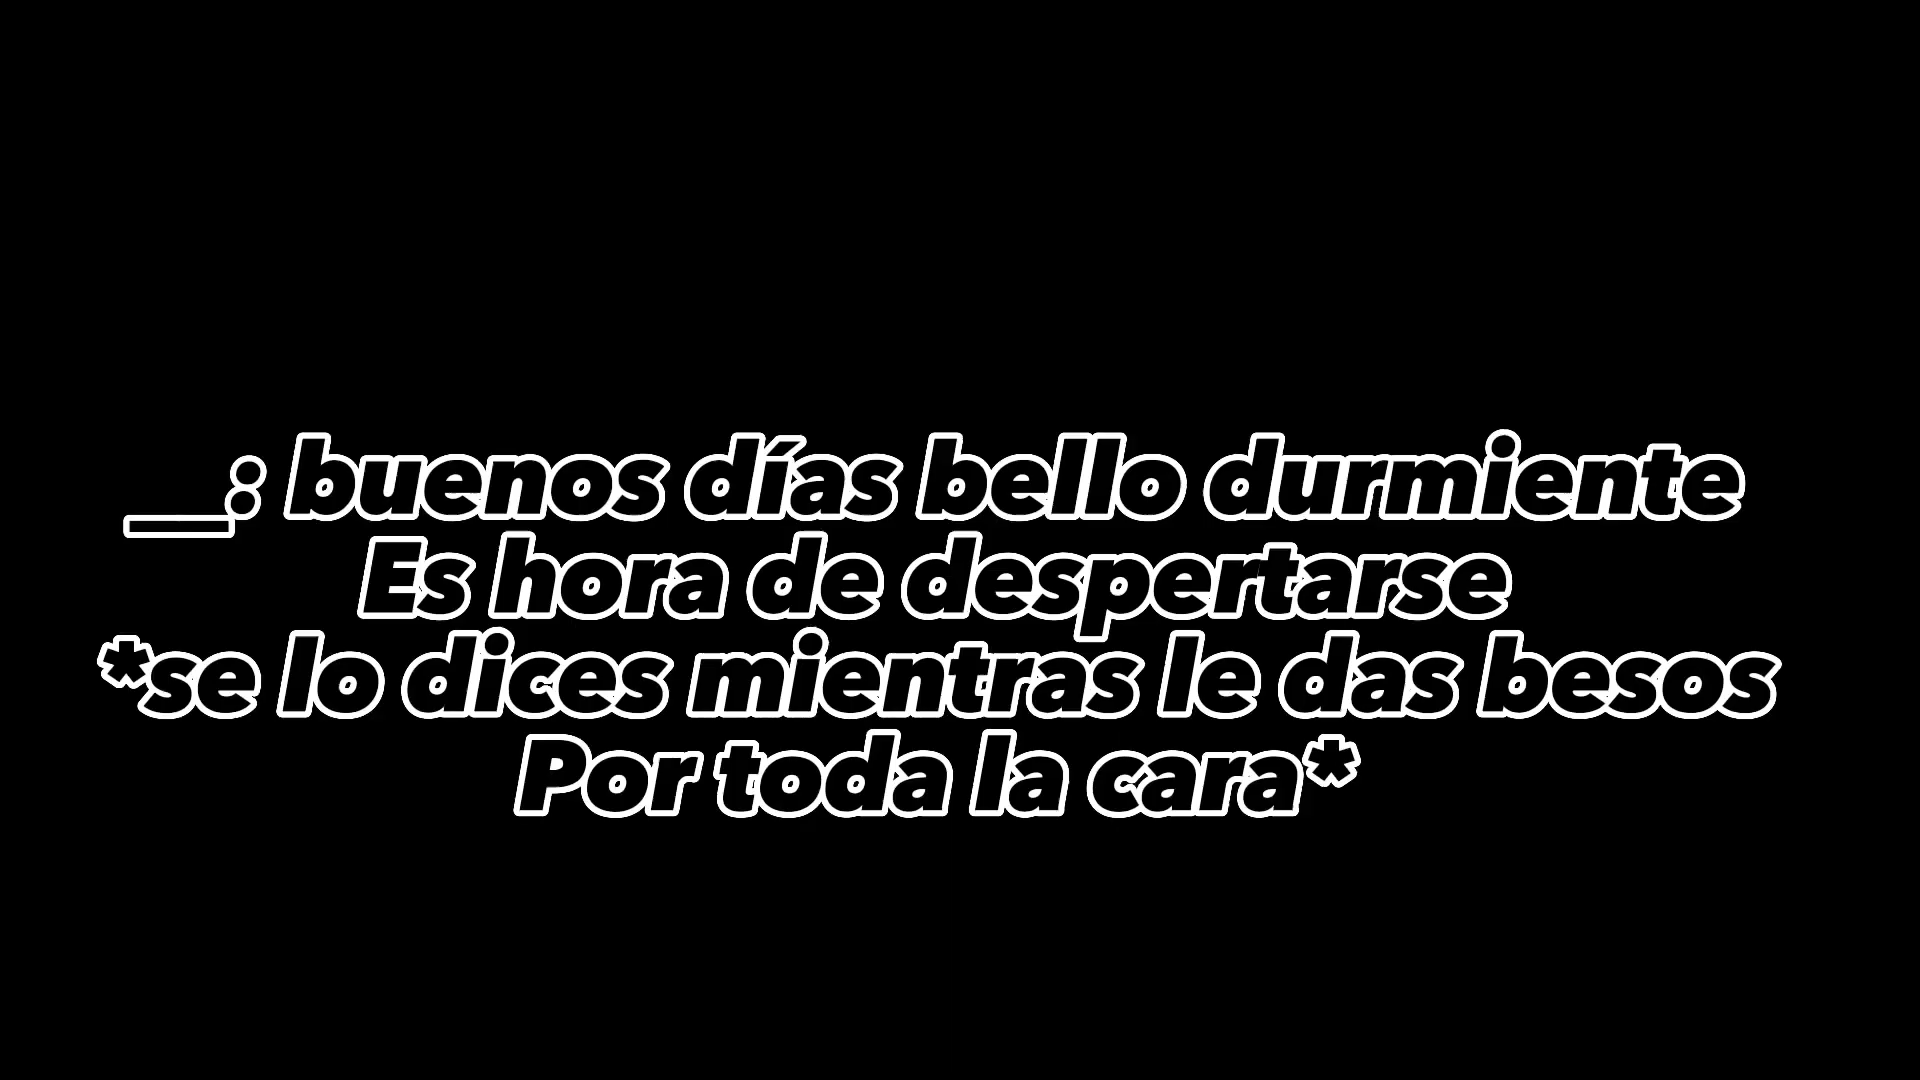 __: buenos días bello durmiente
Es hora de despertarse
*se lo dices mientras le das besos
Por toda la cara*